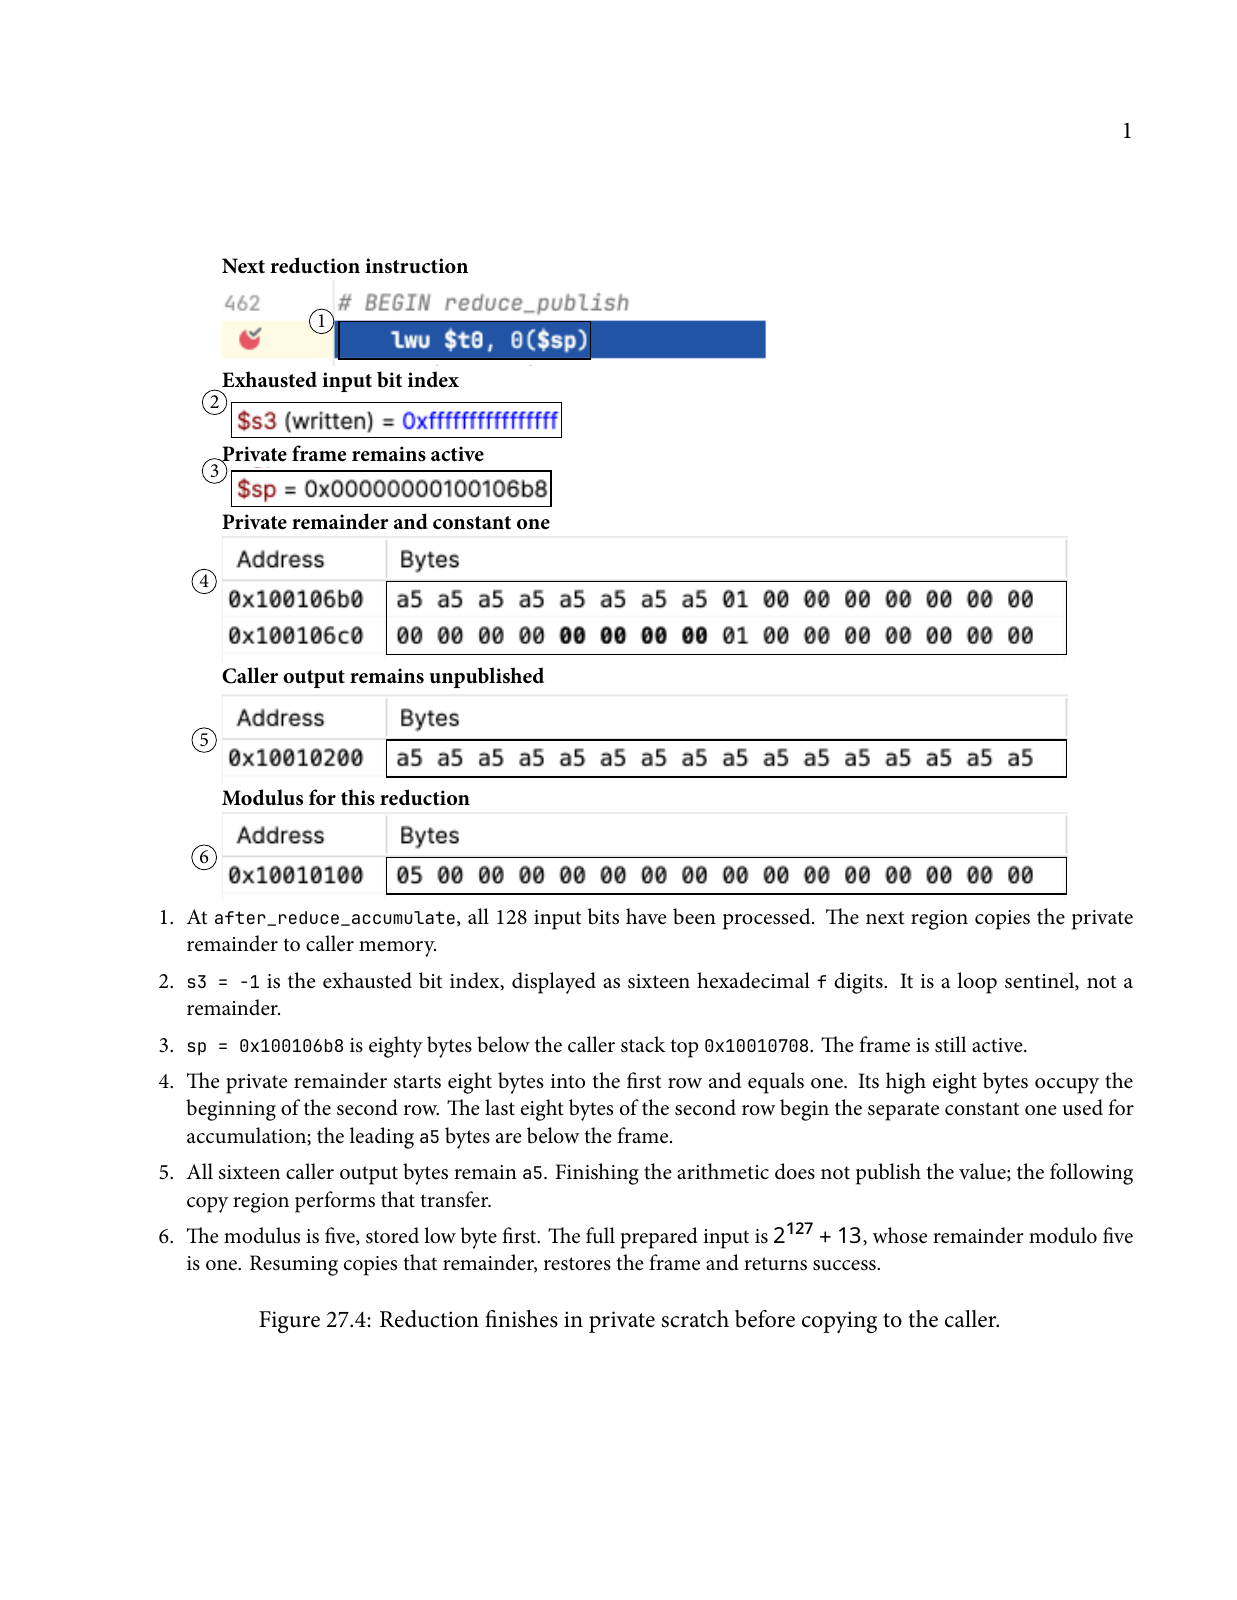 1
Next reduction instruction
462 # BEGIN reduce_publish
① lwu $t0, 0($sp)
Exhausted input bit index
② $s3 (written) = 0xffffffffffffffff
Private frame remains active
③ $sp = 0x00000000100106b8
Private remainder and constant one
Address Bytes
④ 0x100106b0 a5 a5 a5 a5 a5 a5 a5 a5 01 00 00 00 00 00 00 00
0x100106c0 00 00 00 00 00 00 00 00 01 00 00 00 00 00 00 00
Caller output remains unpublished
Address Bytes
⑤ 0x10010200 a5 a5 a5 a5 a5 a5 a5 a5 a5 a5 a5 a5 a5 a5 a5 a5
Modulus for this reduction
Address Bytes
⑥ 0x10010100 05 00 00 00 00 00 00 00 00 00 00 00 00 00 00 00
1. At after_reduce_accumulate, all 128 input bits have been processed. The next region copies the private
remainder to caller memory.
2. s3 = -1 is the exhausted bit index, displayed as sixteen hexadecimal f digits. It is a loop sentinel, not a
remainder.
3. sp = 0x100106b8 is eighty bytes below the caller stack top 0x10010708. The frame is still active.
4. The private remainder starts eight bytes into the first row and equals one. Its high eight bytes occupy the
beginning of the second row. The last eight bytes of the second row begin the separate constant one used for
accumulation; the leading a5 bytes are below the frame.
5. All sixteen caller output bytes remain a5. Finishing the arithmetic does not publish the value; the following
copy region performs that transfer.
6. The modulus is five, stored low byte first. The full prepared input is 2¹²⁷ + 13, whose remainder modulo five
is one. Resuming copies that remainder, restores the frame and returns success.
Figure 27.4: Reduction finishes in private scratch before copying to the caller.